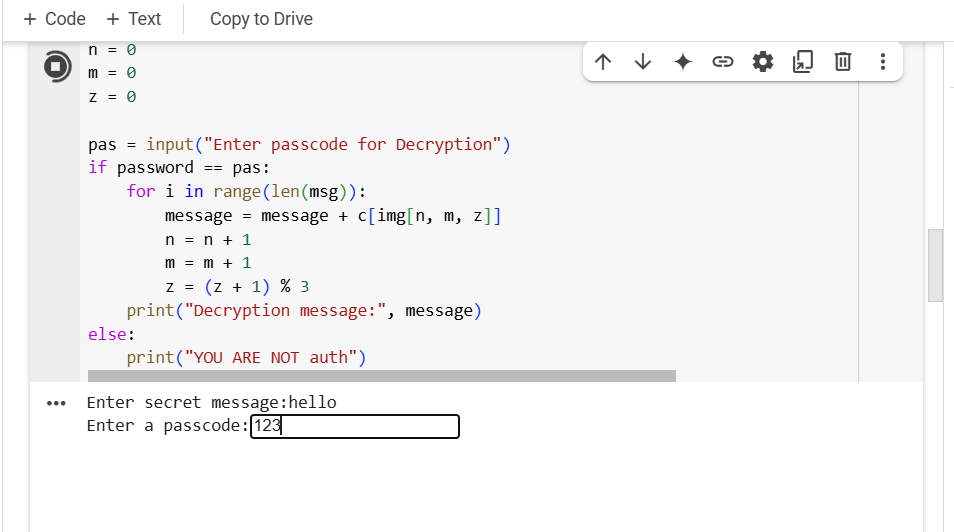 + Code + Text Copy to Drive
n = 0
m = 0
z = 0
pas = input("Enter passcode for Decryption")
if password == pas:
    for i in range(len(msg)):
        message = message + c[img[n, m, z]]
        n = n + 1
        m = m + 1
        z = (z + 1) % 3
    print("Decryption message:", message)
else:
    print("YOU ARE NOT auth")
Enter secret message:hello
Enter a passcode:123